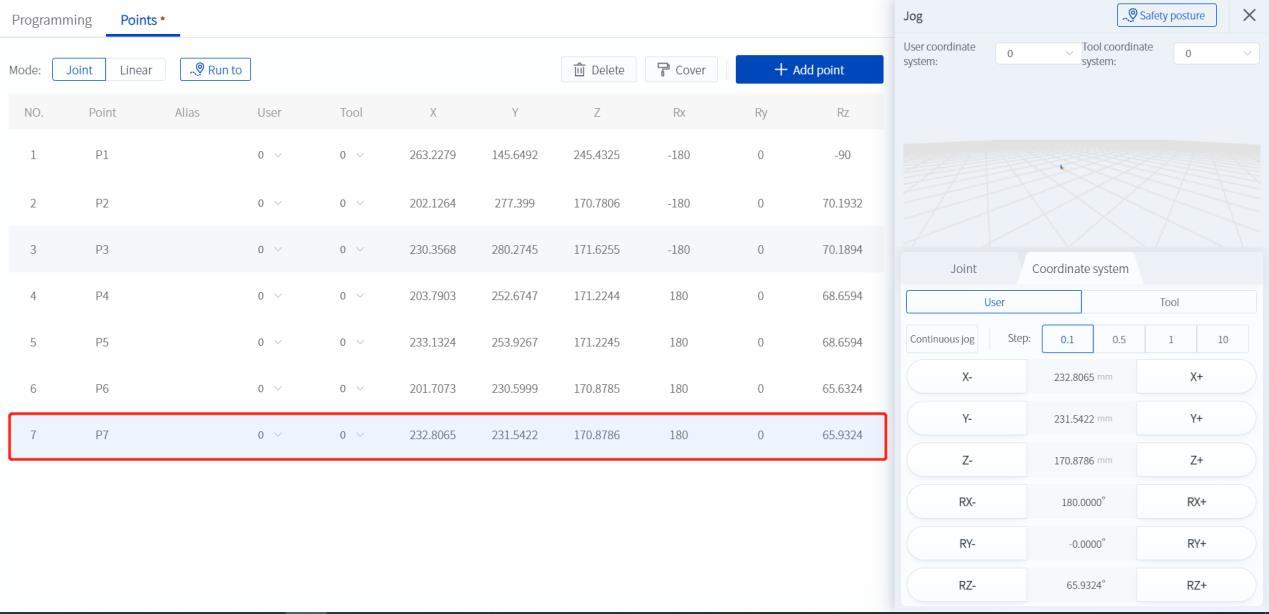 Programming Points •
Mode: Joint Linear Run to Delete Cover + Add point
NO. Point Alias User Tool X Y Z Rx Ry Rz
1 P1 0 0 263.2279 145.6492 245.4325 -180 0 -90
2 P2 0 0 202.1264 277.399 170.7806 -180 0 70.1932
3 P3 0 0 230.3568 280.2745 171.6255 -180 0 70.1894
4 P4 0 0 203.7903 252.6747 171.2244 180 0 68.6594
5 P5 0 0 233.1324 253.9267 171.2245 180 0 68.6594
6 P6 0 0 201.7073 230.5999 170.8785 180 0 65.6324
7 P7 0 0 232.8065 231.5422 170.8786 180 0 65.9324
Jog Safety posture
User coordinate system: 0 Tool coordinate system: 0
Joint Coordinate system
User Tool
Continuous jog Step: 0.1 0.5 1 10
X- 232.8065 mm X+
Y- 231.5422 mm Y+
Z- 170.8786 mm Z+
RX- 180.0000° RX+
RY- -0.0000° RY+
RZ- 65.9324° RZ+